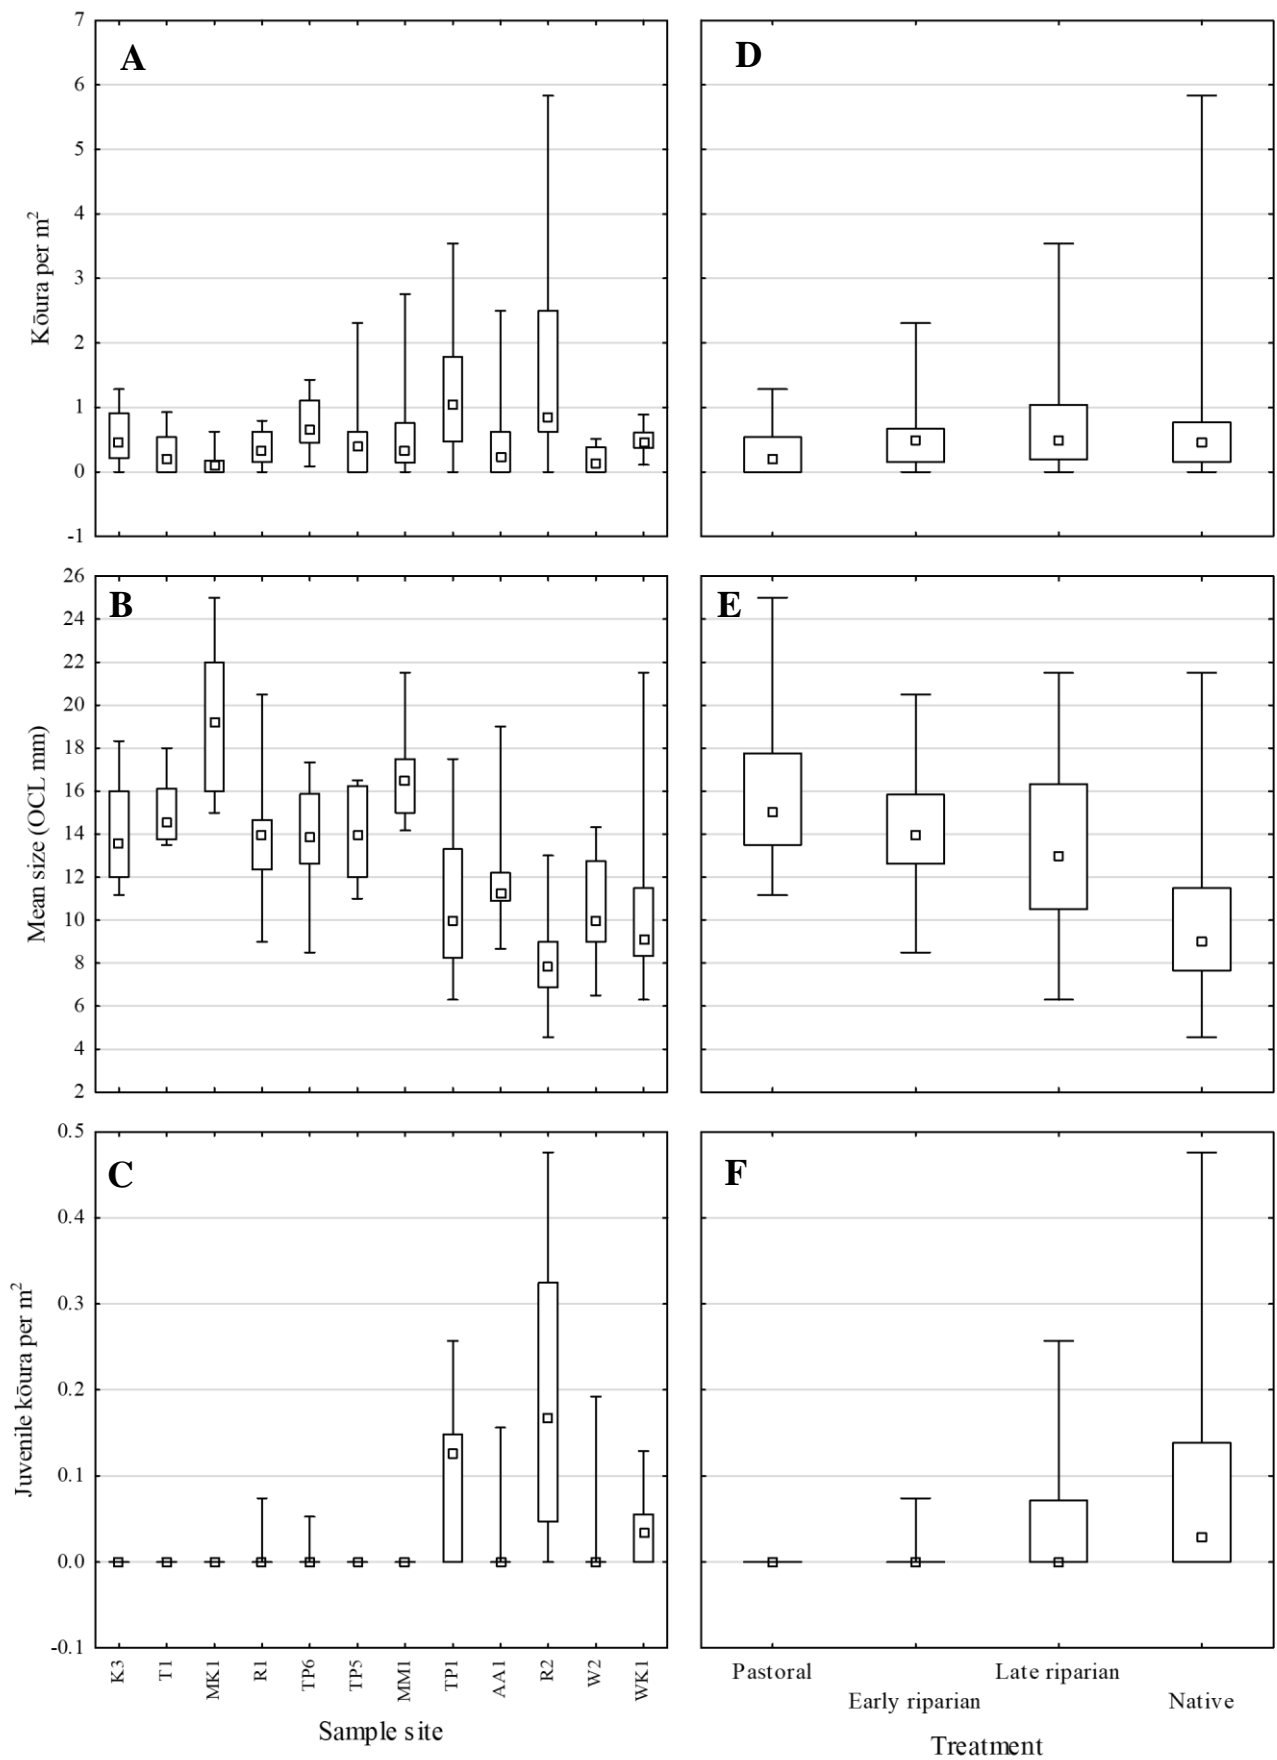 A
D
7
6
5
4
3
2
1
0
-1
Kōura per m²
B
E
26
24
22
20
18
16
14
12
10
8
6
4
2
Mean size (OCL mm)
C
F
0.5
0.4
0.3
0.2
0.1
0.0
-0.1
Juvenile kōura per m²
K3 T1 MK1 R1 TP6 TP5 MM1 TP1 AA1 R2 W2 WK1
Sample site
Pastoral Late riparian
Early riparian Native
Treatment